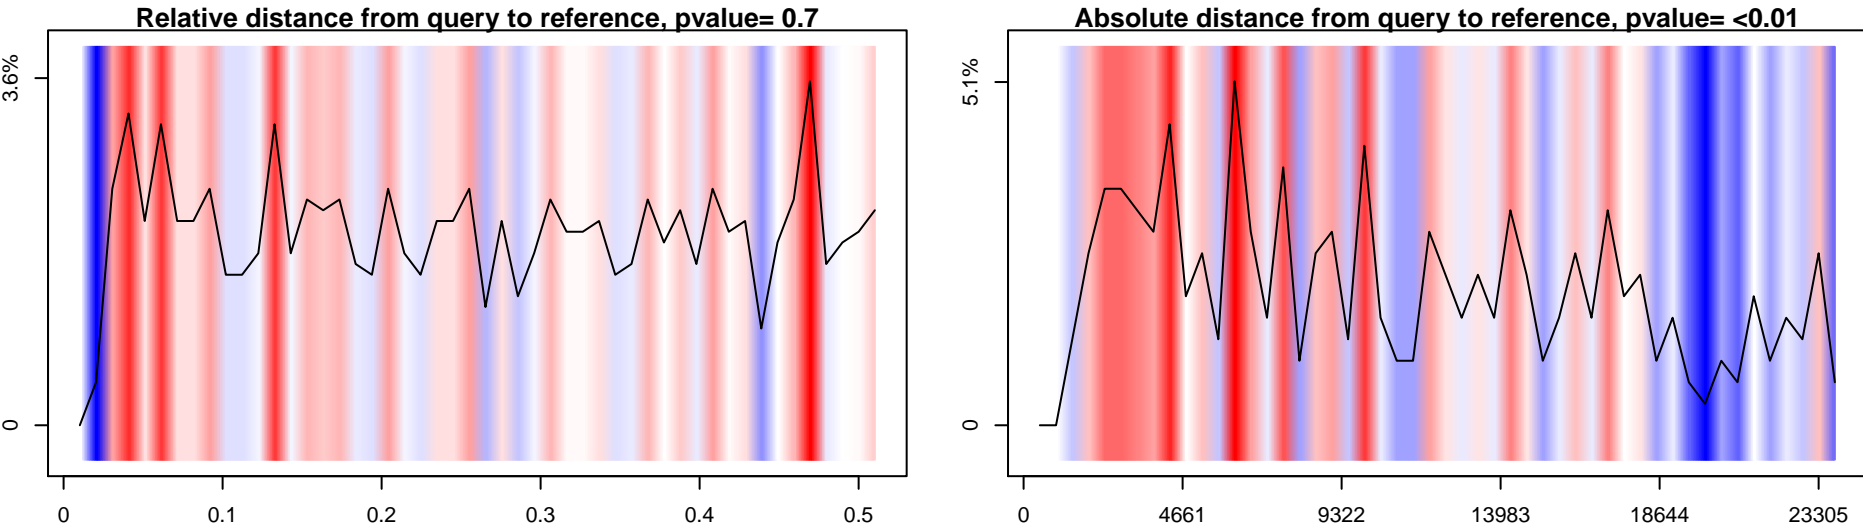 Relative distance from query to reference, pvalue= 0.7
3.6%
0
0 0.1 0.2 0.3 0.4 0.5
Absolute distance from query to reference, pvalue= <0.01
5.1%
0
0 4661 9322 13983 18644 23305